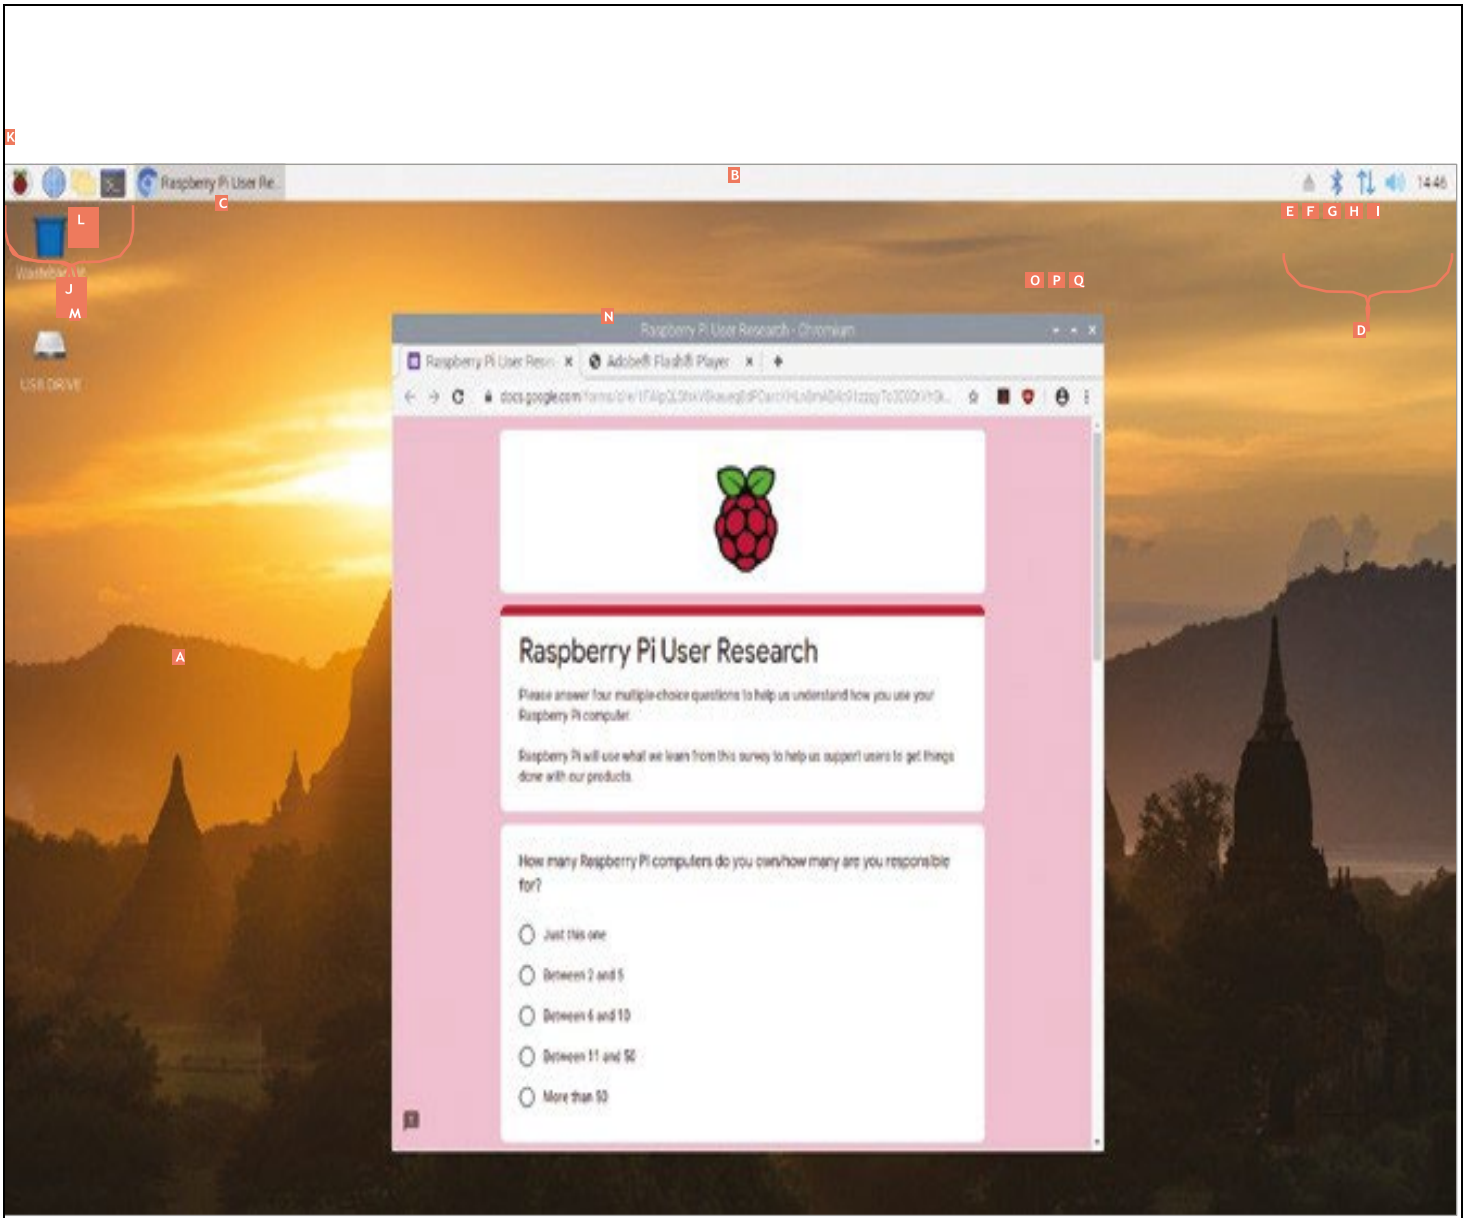 K
B
Raspberry Pi User Re...
14:46
C
L
E F G H I
Wastebasket
J
M
O P Q
N
D
Raspberry Pi User Research - Chromium
USB DRIVE
Raspberry Pi User Rese
Adobe® Flash® Player
docs.google.com/forms/d/e/
Raspberry Pi User Research
A
Please answer four multiple-choice questions to help us understand how you use your
Raspberry Pi computer.
Raspberry Pi will use what we learn from this survey to help us support users to get things
done with our products.
How many Raspberry Pi computers do you own/how many are you responsible
for?
Just this one
Between 2 and 5
Between 6 and 10
Between 11 and 50
More than 50